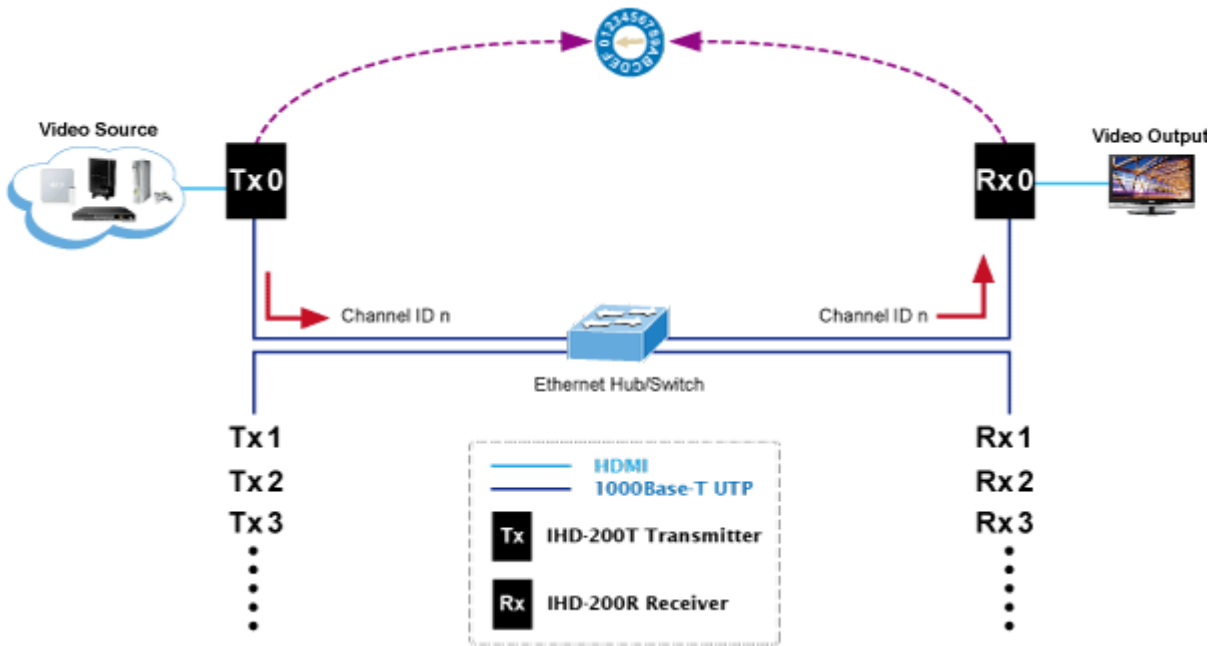 0123456789ABCDEF
Video Source
Video Output
Tx 0
Rx 0
Channel ID n
Channel ID n
Ethernet Hub/Switch
Tx 1
Rx 1
Tx 2
Rx 2
Tx 3
Rx 3
HDMI
1000Base-T UTP
Tx IHD-200T Transmitter
Rx IHD-200R Receiver